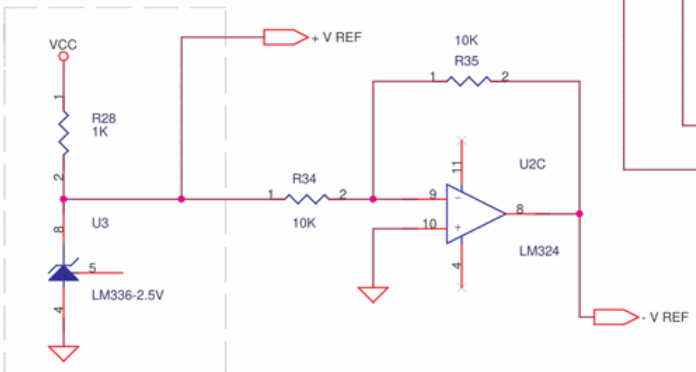 VCC
1
R28
1K
2
+ V REF
10K
R35
1
2
R34
1
2
10K
U3
8
5
LM336-2.5V
4
11
U2C
9
−
10
+
8
LM324
4
- V REF